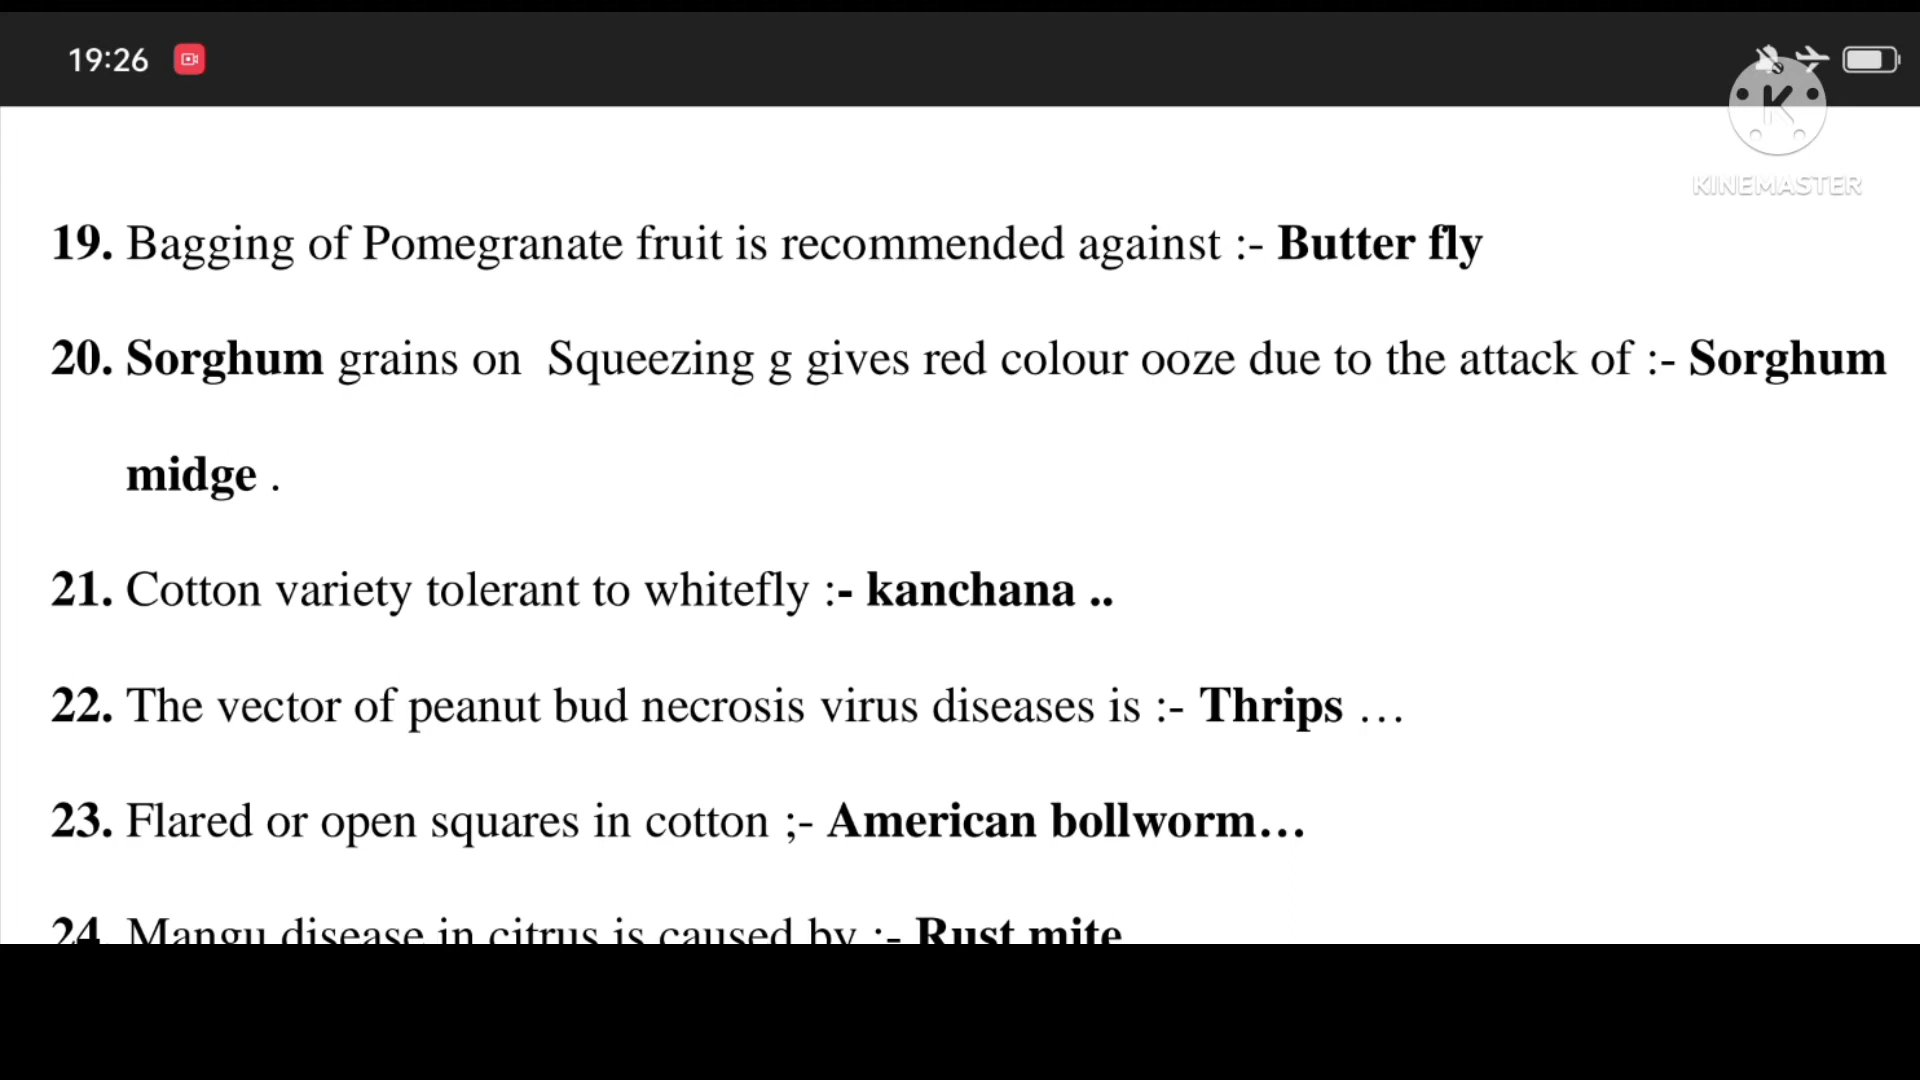 19:26
KINEMASTER
19. Bagging of Pomegranate fruit is recommended against :- Butter fly
20. Sorghum grains on  Squeezing g gives red colour ooze due to the attack of :- Sorghum
midge .
21. Cotton variety tolerant to whitefly :- kanchana ..
22. The vector of peanut bud necrosis virus diseases is :- Thrips …
23. Flared or open squares in cotton ;- American bollworm…
24. Mangu disease in citrus is caused by :- Rust mite